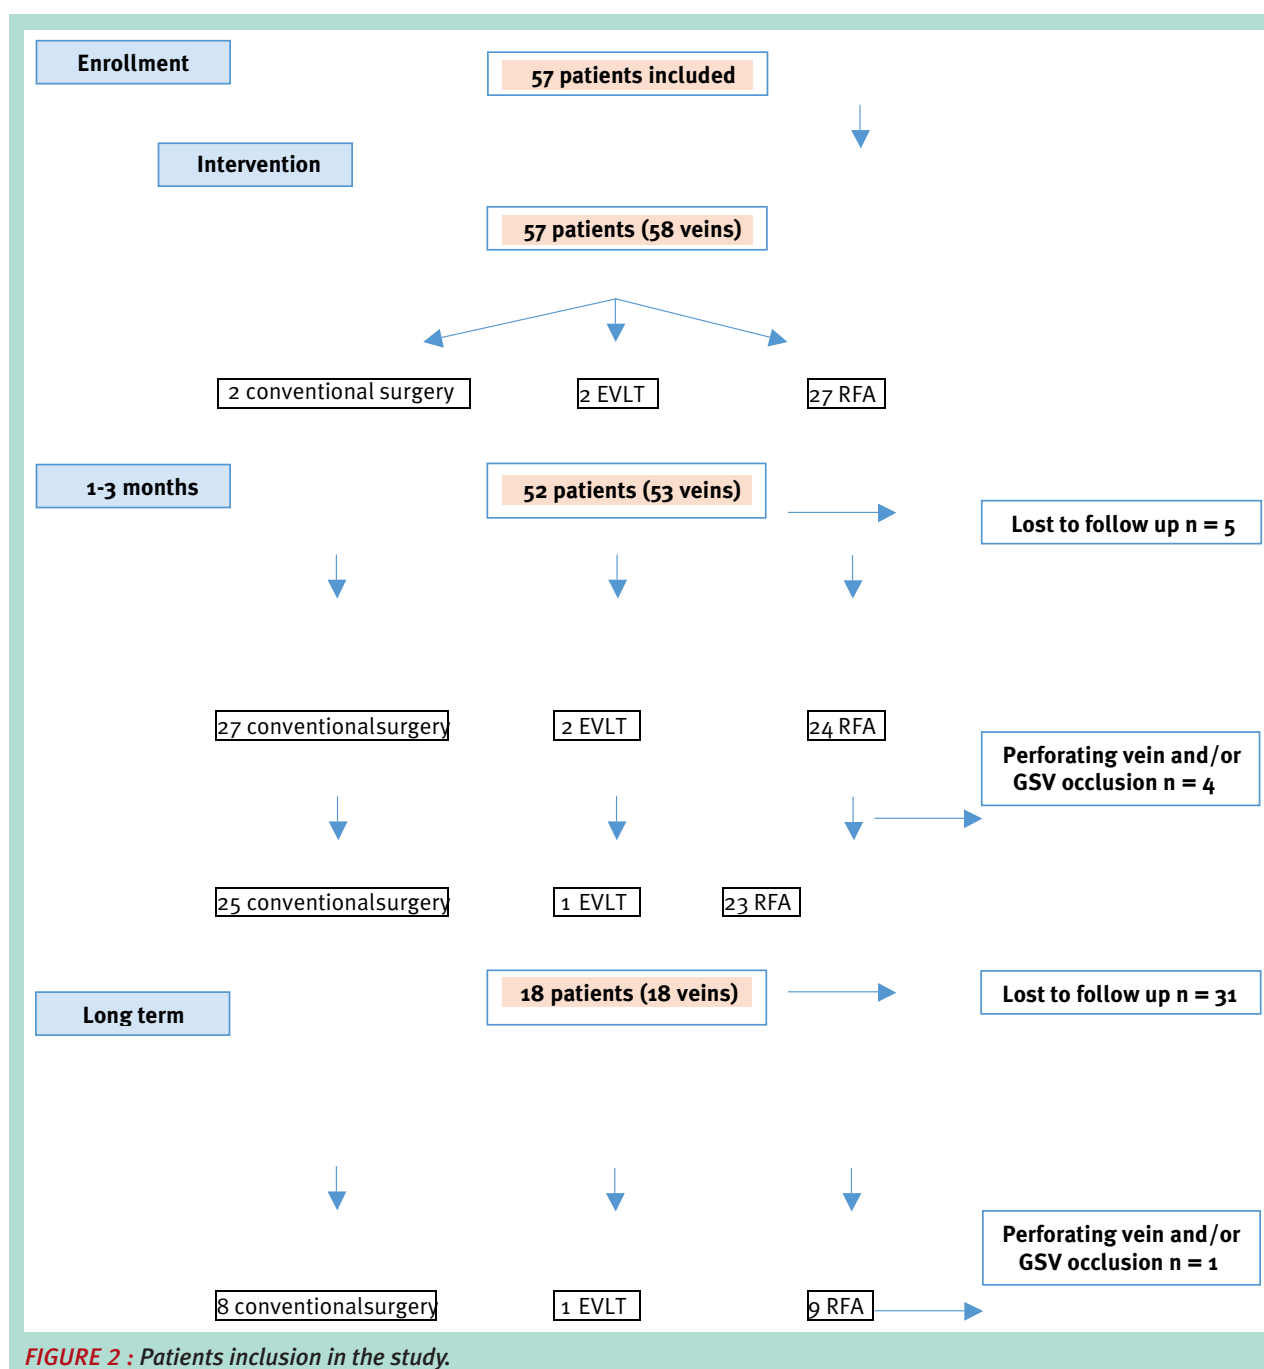 Enrollment
57 patients included
Intervention
57 patients (58 veins)
2 conventional surgery
2 EVLT
27 RFA
1-3 months
52 patients (53 veins)
Lost to follow up n = 5
27 conventionalsurgery
2 EVLT
24 RFA
Perforating vein and/or
GSV occlusion n = 4
25 conventionalsurgery
1 EVLT
23 RFA
Long term
18 patients (18 veins)
Lost to follow up n = 31
Perforating vein and/or
GSV occlusion n = 1
8 conventionalsurgery
1 EVLT
9 RFA
FIGURE 2 : Patients inclusion in the study.